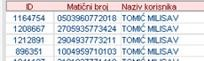 ID Matični broj Naziv korisnika
1164754 0503960772018 TOMIĆ MILISAV
1208667 2705935773424 TOMIĆ MILISAV
1212891 2904937773211 TOMIĆ MILISAV
896351 1004959710103 TOMIĆ MILISAV